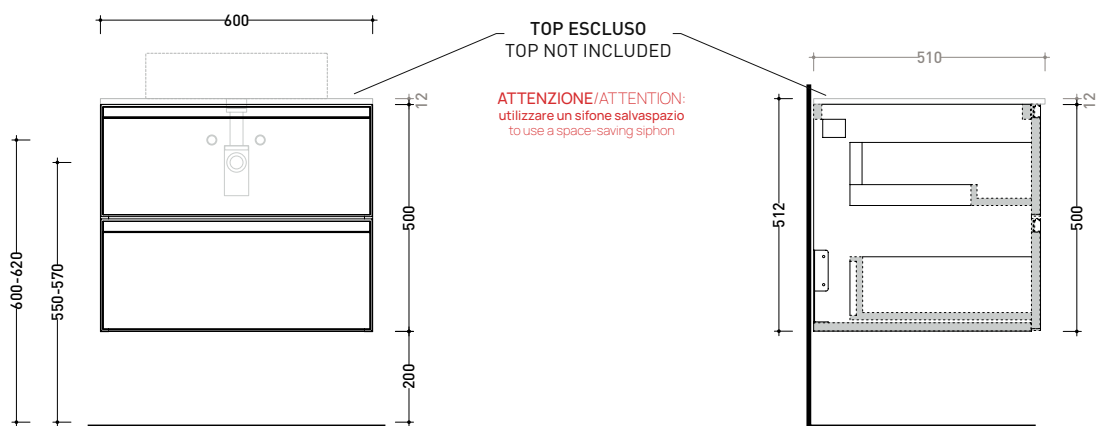 600
TOP ESCLUSO
TOP NOT INCLUDED
ATTENZIONE/ATTENTION:
utilizzare un sifone salvaspazio
to use a space-saving siphon
510
12
12
500
512
500
600-620
550-570
200